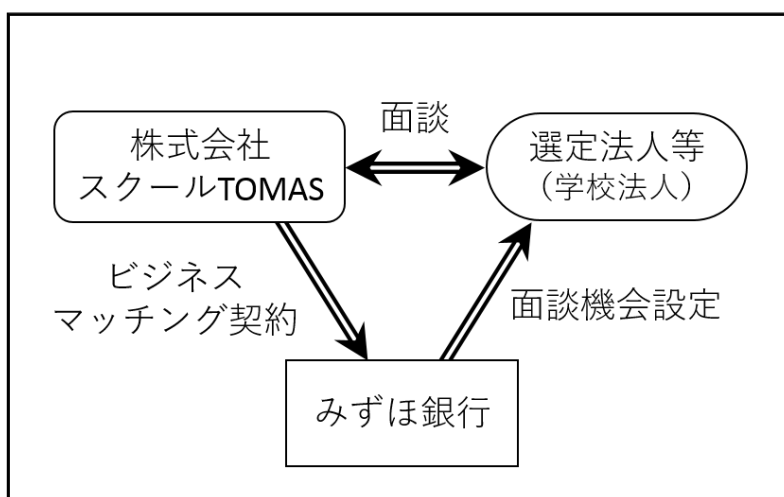 株式会社
スクールTOMAS
面談
選定法人等
（学校法人）
ビジネス
マッチング契約
面談機会設定
みずほ銀行